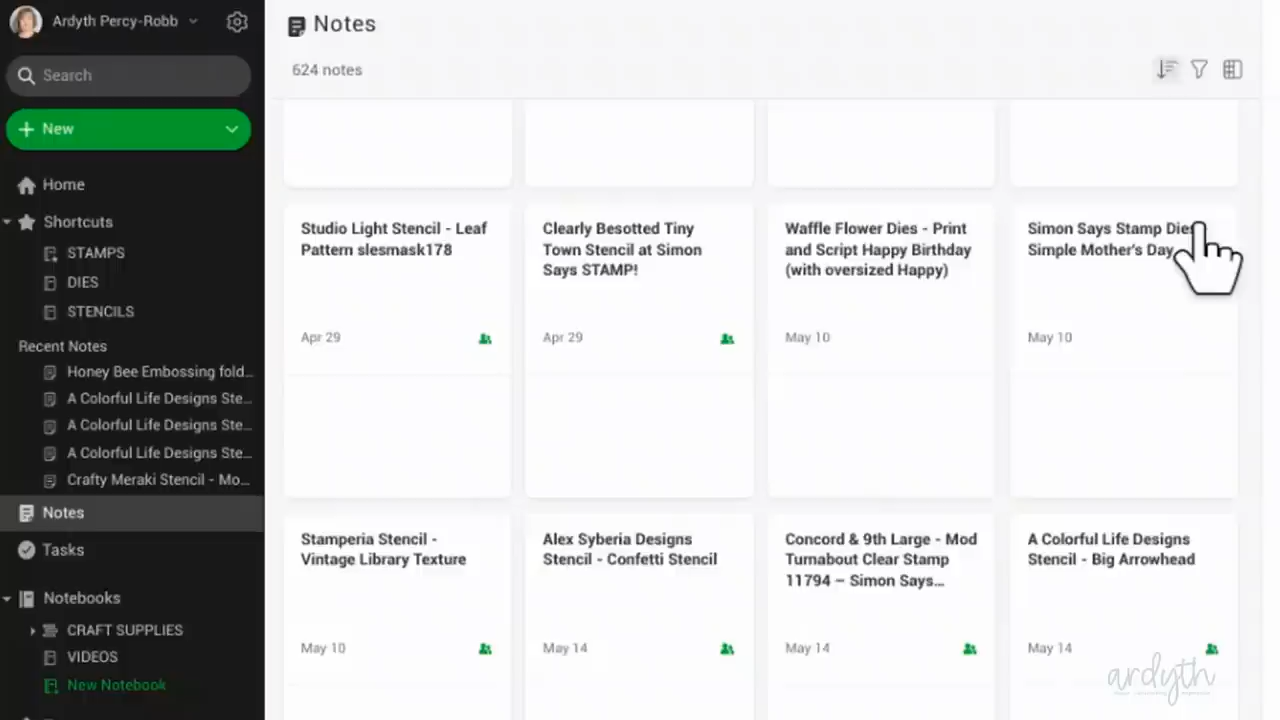 Ardyth Percy-Robb
Search
New
Home
Shortcuts
STAMPS
DIES
STENCILS
Recent Notes
Honey Bee Embossing fold...
A Colorful Life Designs Ste...
A Colorful Life Designs Ste...
A Colorful Life Designs Ste...
Crafty Meraki Stencil - Mo...
Notes
Tasks
Notebooks
CRAFT SUPPLIES
VIDEOS
New Notebook
Notes
624 notes
Studio Light Stencil - Leaf
Pattern slesmask178
Apr 29
Clearly Besotted Tiny
Town Stencil at Simon
Says STAMP!
Apr 29
Waffle Flower Dies - Print
and Script Happy Birthday
(with oversized Happy)
May 10
Simon Says Stamp Dies
Simple Mother's Day
May 10
Stamperia Stencil -
Vintage Library Texture
May 10
Alex Syberia Designs
Stencil - Confetti Stencil
May 14
Concord & 9th Large - Mod
Turnabout Clear Stamp
11794 – Simon Says...
May 14
A Colorful Life Designs
Stencil - Big Arrowhead
May 14
ardyth